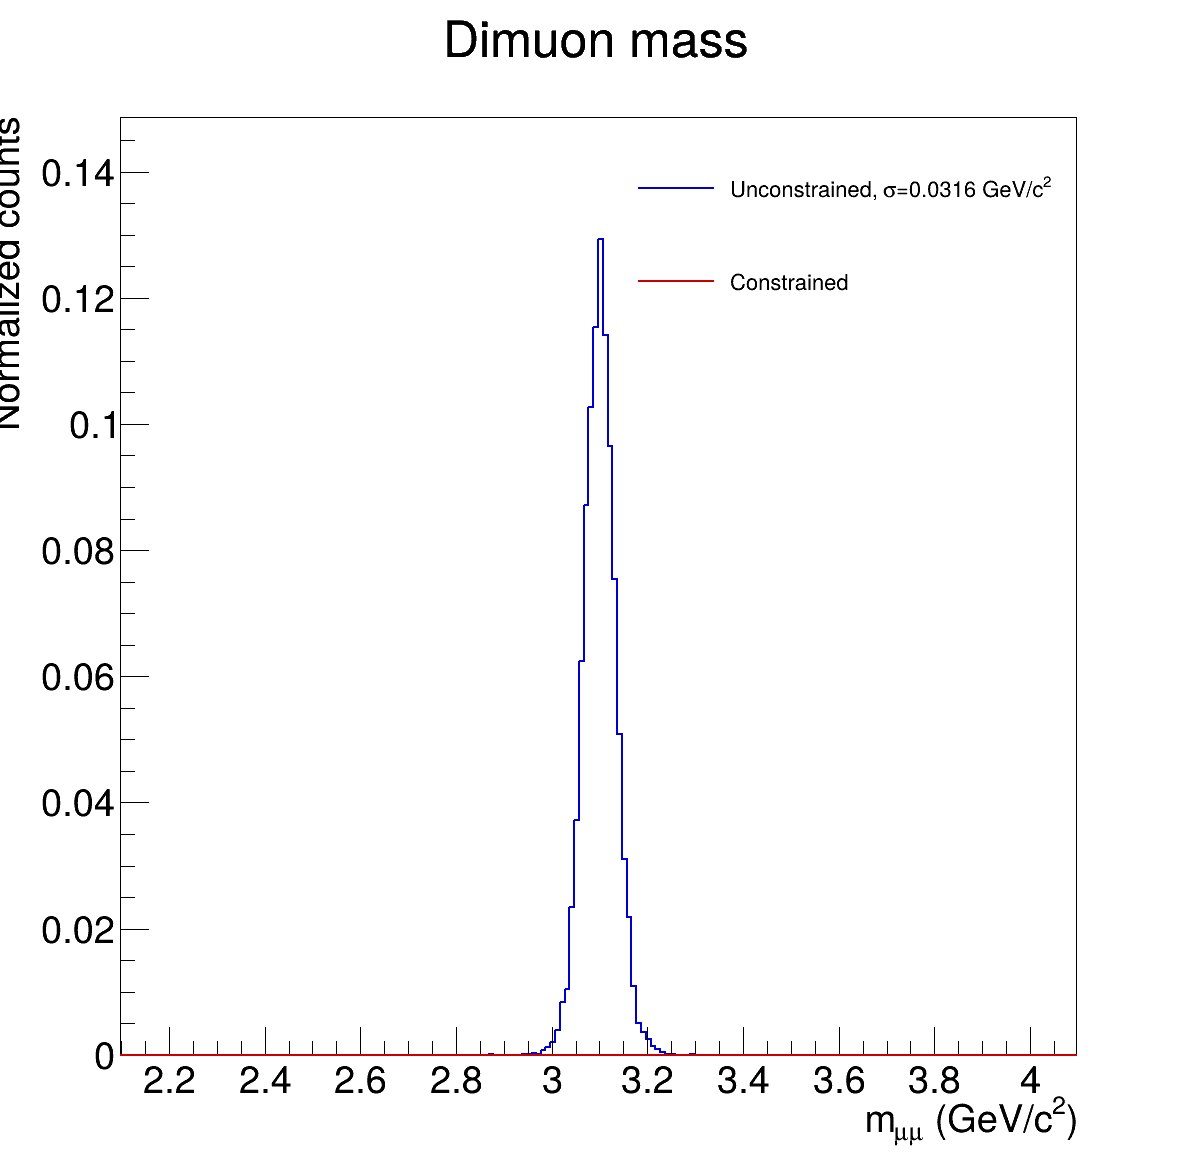 Dimuon mass
Normalized counts
0.14
0.12
0.1
0.08
0.06
0.04
0.02
0
Unconstrained, σ=0.0316 GeV/c²
Constrained
2.2 2.4 2.6 2.8 3 3.2 3.4 3.6 3.8 4
m_μμ (GeV/c²)